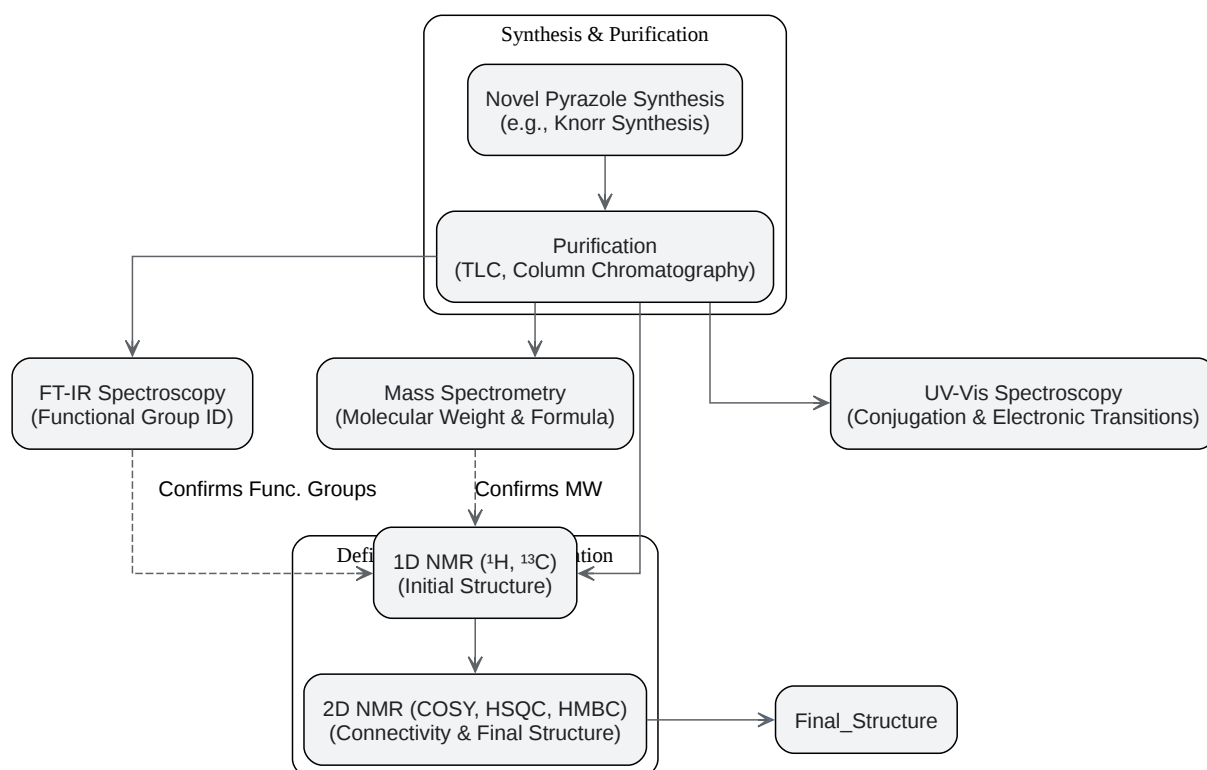 Synthesis & Purification
Novel Pyrazole Synthesis
(e.g., Knorr Synthesis)
Purification
(TLC, Column Chromatography)
FT-IR Spectroscopy
(Functional Group ID)
Mass Spectrometry
(Molecular Weight & Formula)
UV-Vis Spectroscopy
(Conjugation & Electronic Transitions)
Confirms Func. Groups
Confirms MW
1D NMR (¹H, ¹³C)
(Initial Structure)
2D NMR (COSY, HSQC, HMBC)
(Connectivity & Final Structure)
Final_Structure